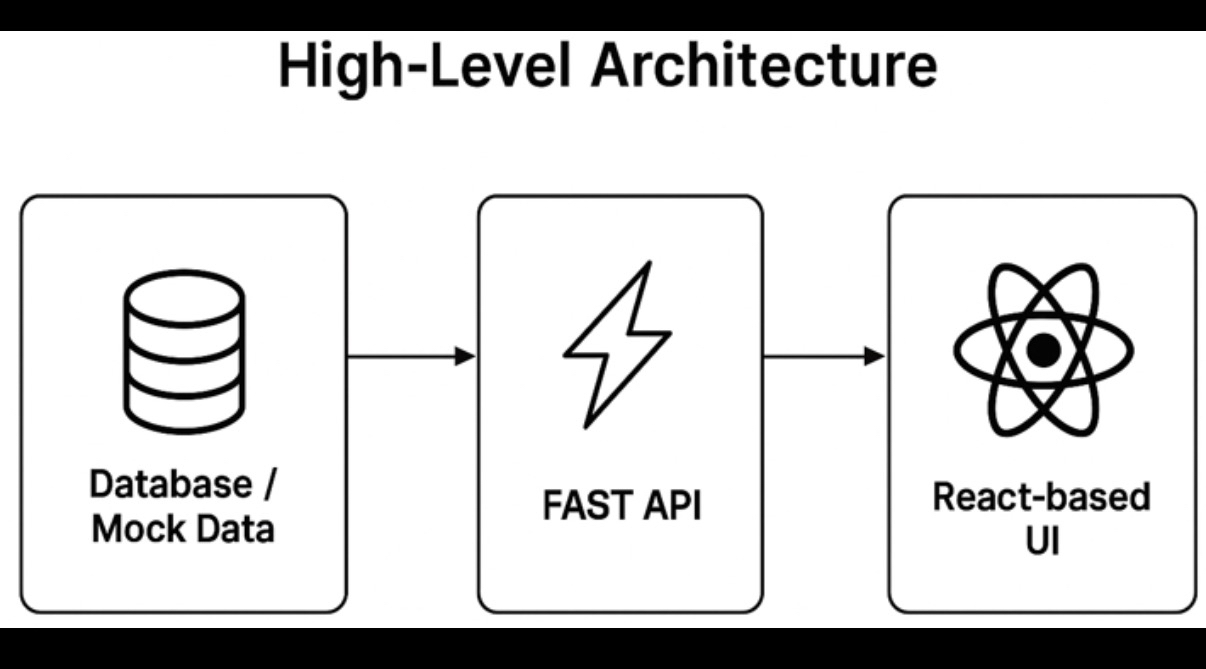 High-Level Architecture
Database /
Mock Data
FAST API
React-based
UI